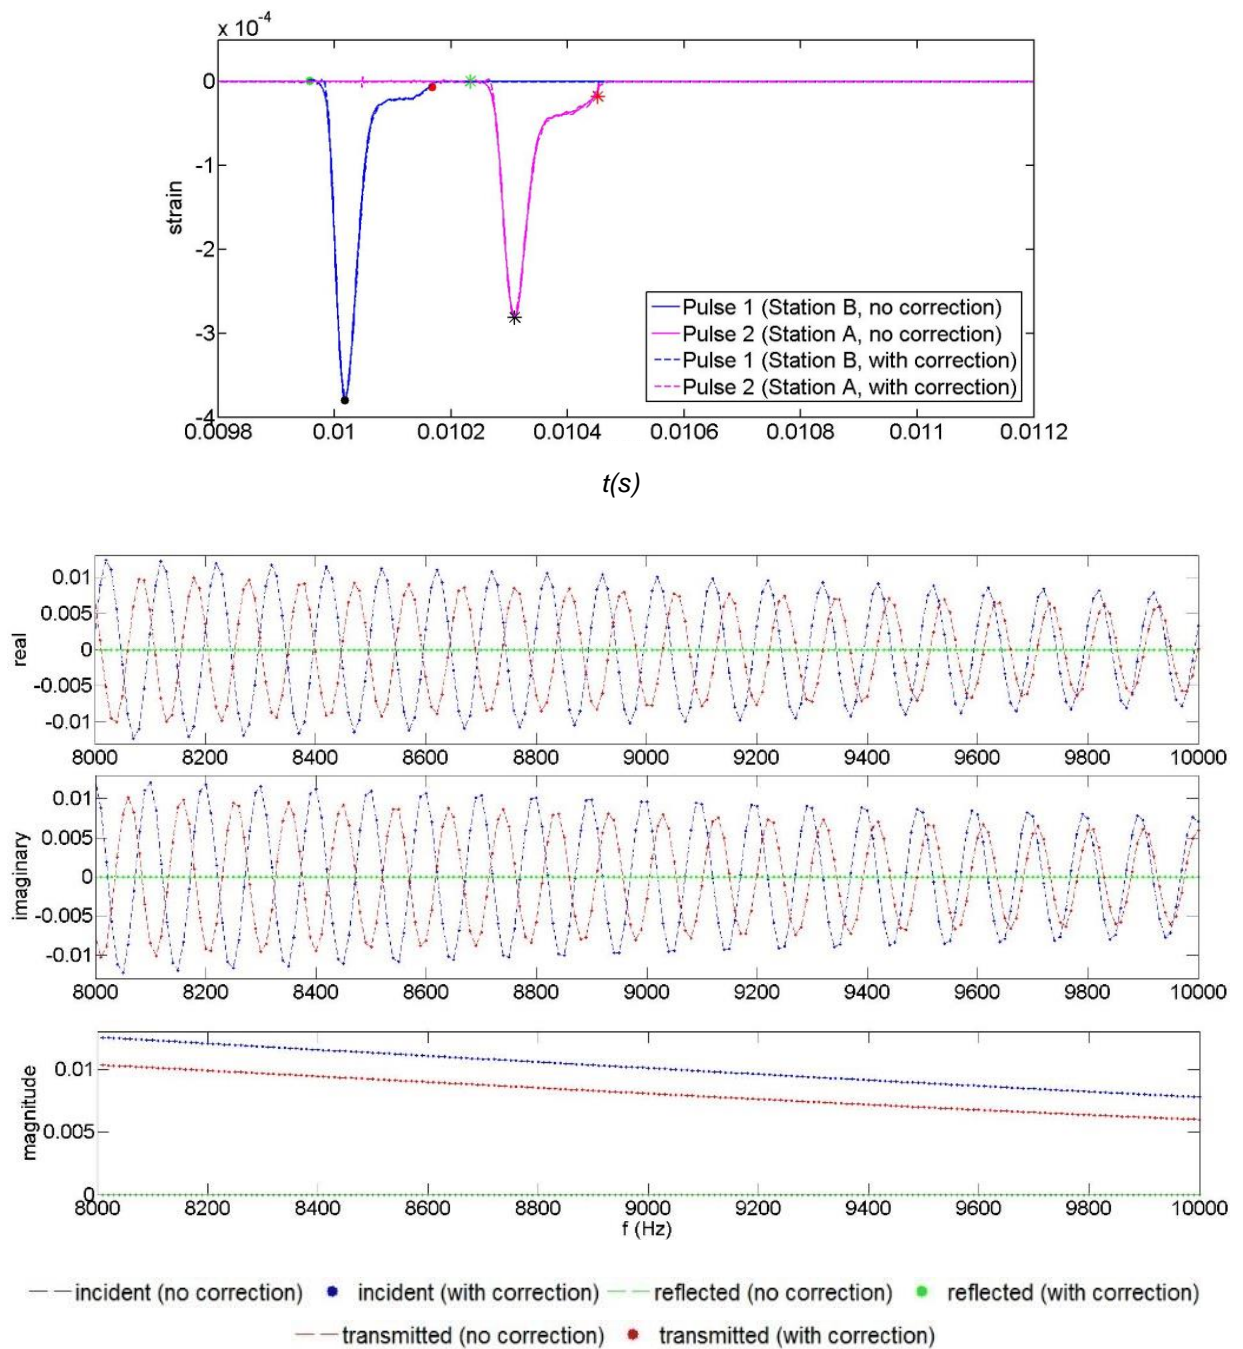 x 10⁻⁴
0
-1
-2
-3
-4
strain
Pulse 1 (Station B, no correction)
Pulse 2 (Station A, no correction)
Pulse 1 (Station B, with correction)
Pulse 2 (Station A, with correction)
0.0098 0.01 0.0102 0.0104 0.0106 0.0108 0.011 0.0112
t(s)
0.01
0.005
0
-0.005
-0.01
real
8000 8200 8400 8600 8800 9000 9200 9400 9600 9800 10000
0.01
0.005
0
-0.005
-0.01
imaginary
8000 8200 8400 8600 8800 9000 9200 9400 9600 9800 10000
0.01
0.005
0
magnitude
8000 8200 8400 8600 8800 9000 9200 9400 9600 9800 10000
f (Hz)
incident (no correction) incident (with correction) reflected (no correction) reflected (with correction)
transmitted (no correction) transmitted (with correction)